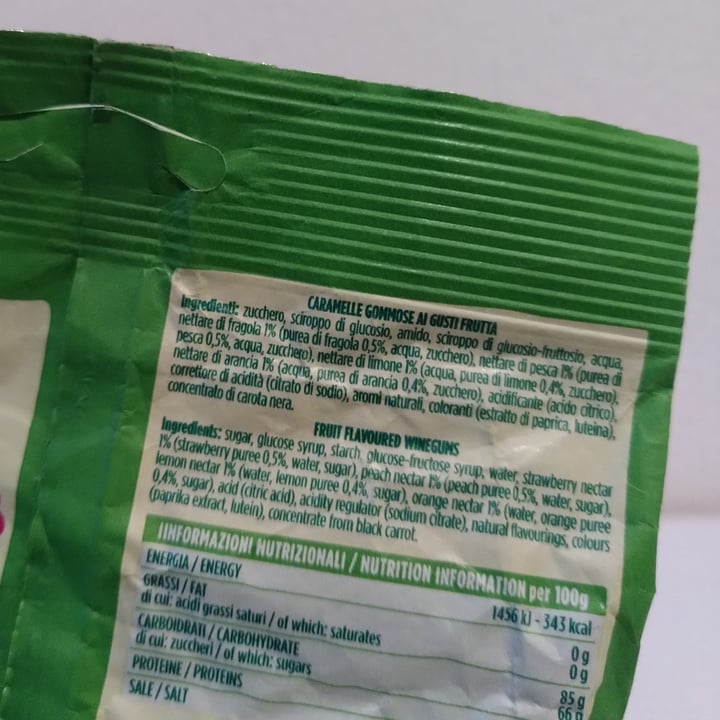 CARAMELLE GOMMOSE AI GUSTI FRUTTA
Ingredienti: zucchero, sciroppo di glucosio, amido, sciroppo di glucosio-fruttosio, acqua,
nettare di fragola 1% (purea di fragola 0,5%, acqua, zucchero), nettare di pesca 1% (purea di
pesca 0,5%, acqua, zucchero), nettare di limone 1% (acqua, purea di limone 0,4%, zucchero),
nettare di arancia 1% (acqua, purea di arancia 0,4%, zucchero), acidificante (acido citrico),
correttore di acidità (citrato di sodio), aromi naturali, coloranti (estratto di paprica, luteina),
concentrato di carota nera.
FRUIT FLAVOURED WINEGUMS
Ingredients: sugar, glucose syrup, starch, glucose-fructose syrup, water, strawberry nectar
1% (strawberry puree 0,5%, water, sugar), peach nectar 1% (peach puree 0,5%, water, sugar),
lemon nectar 1% (water, lemon puree 0,4%, sugar), orange nectar 1% (water, orange puree
0,4%, sugar), acid (citric acid), acidity regulator (sodium citrate), natural flavourings, colours
(paprika extract, lutein), concentrate from black carrot.
IINFORMAZIONI NUTRIZIONALI / NUTRITION INFORMATION per 100g
ENERGIA / ENERGY 1456 kJ - 343 kcal
GRASSI / FAT 0 g
di cui: acidi grassi saturi / of which: saturates 0 g
CARBOIDRATI / CARBOHYDRATE 85 g
di cui: zuccheri / of which: sugars 66 g
PROTEINE / PROTEINS
SALE / SALT